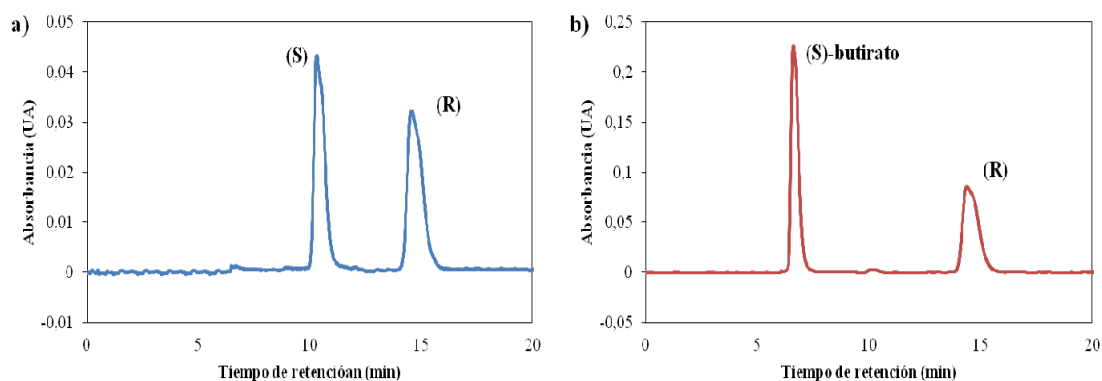 a)
Absorbancia (UA)
0.05
0.04
0.03
0.02
0.01
0
-0.01
(S)
(R)
0
5
10
15
20
Tiempo de retencióan (min)
b)
Absorbancia (UA)
0,25
0,2
0,15
0,1
0,05
0
-0,05
(S)-butirato
(R)
0
5
10
15
20
Tiempo de retención (min)